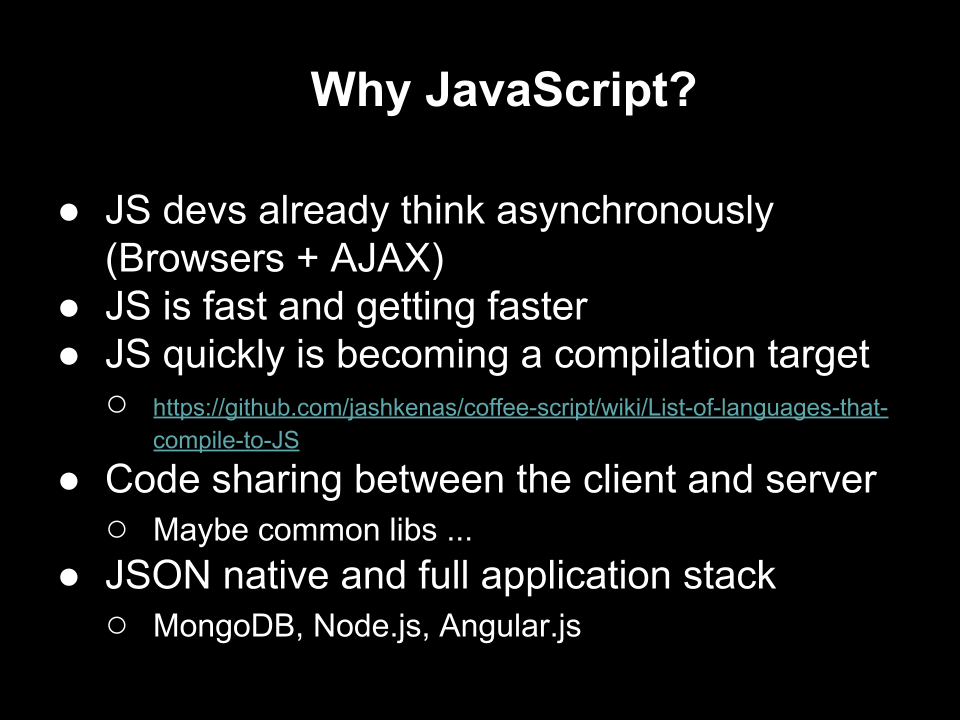 Why JavaScript?
● JS devs already think asynchronously
(Browsers + AJAX)
● JS is fast and getting faster
● JS quickly is becoming a compilation target
○ https://github.com/jashkenas/coffee-script/wiki/List-of-languages-that-
compile-to-JS
● Code sharing between the client and server
○ Maybe common libs ...
● JSON native and full application stack
○ MongoDB, Node.js, Angular.js